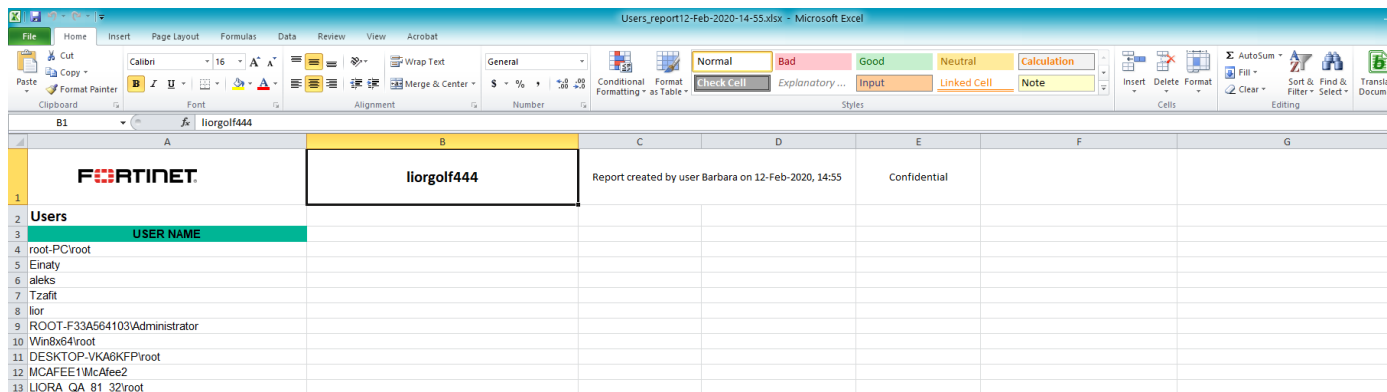 Users_report12-Feb-2020-14-55.xlsx - Microsoft Excel
File Home Insert Page Layout Formulas Data Review View Acrobat
Paste Cut Copy Format Painter Clipboard
Calibri 16 A A B I U A Font
Wrap Text Merge & Center Alignment
General $ % , .0 .00 .00 .0 Number
Conditional Formatting Format as Table Normal Bad Good Neutral Calculation
Check Cell Explanatory ... Input Linked Cell Note Styles
Insert Delete Format Cells
Σ AutoSum Fill Clear Sort & Filter Find & Select Editing
B1 fx liorgolf444
A B C D E F G
1 FORTINET liorgolf444 Report created by user Barbara on 12-Feb-2020, 14:55 Confidential
2 Users
3 USER NAME
4 root-PC\root
5 Einaty
6 aleks
7 Tzafit
8 lior
9 ROOT-F33A564103\Administrator
10 Win8x64\root
11 DESKTOP-VKA6KFP\root
12 MCAFEE1\McAfee2
13 LIORA_QA_81_32\root